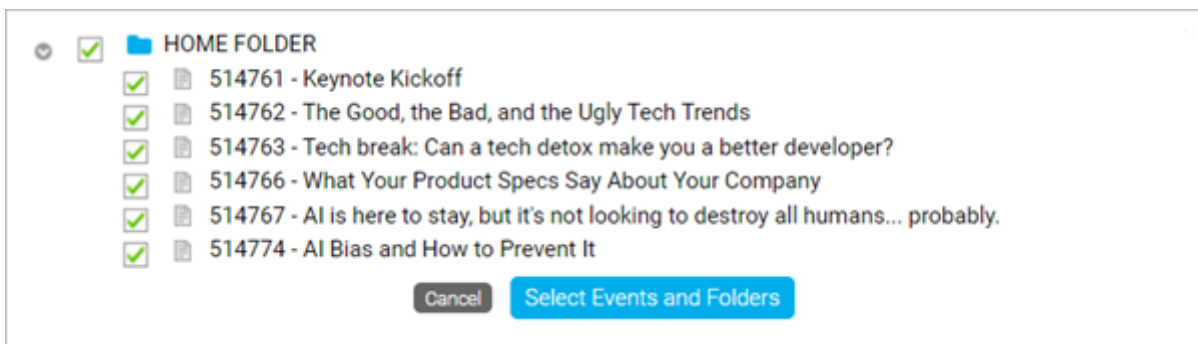 HOME FOLDER
514761 - Keynote Kickoff
514762 - The Good, the Bad, and the Ugly Tech Trends
514763 - Tech break: Can a tech detox make you a better developer?
514766 - What Your Product Specs Say About Your Company
514767 - AI is here to stay, but it's not looking to destroy all humans... probably.
514774 - AI Bias and How to Prevent It
Cancel Select Events and Folders